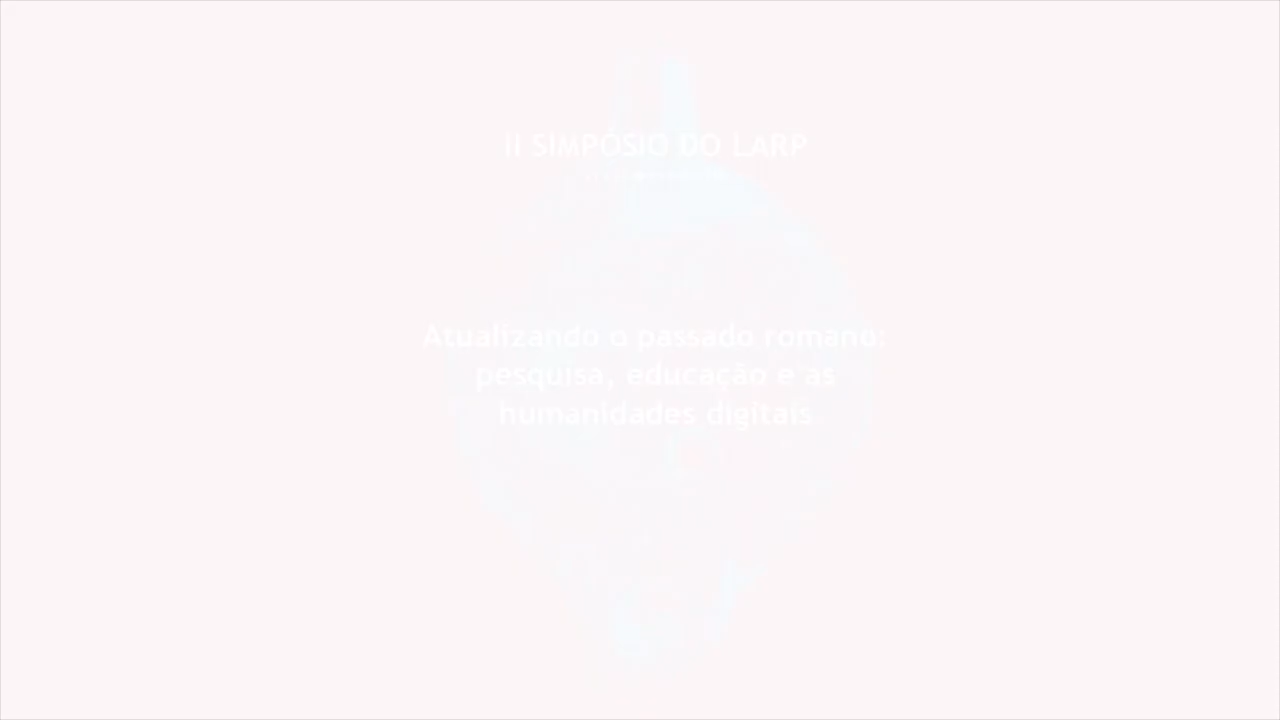 II SIMPÓSIO DO LARP
Atualizando o passado romano:
pesquisa, educação e as
humanidades digitais